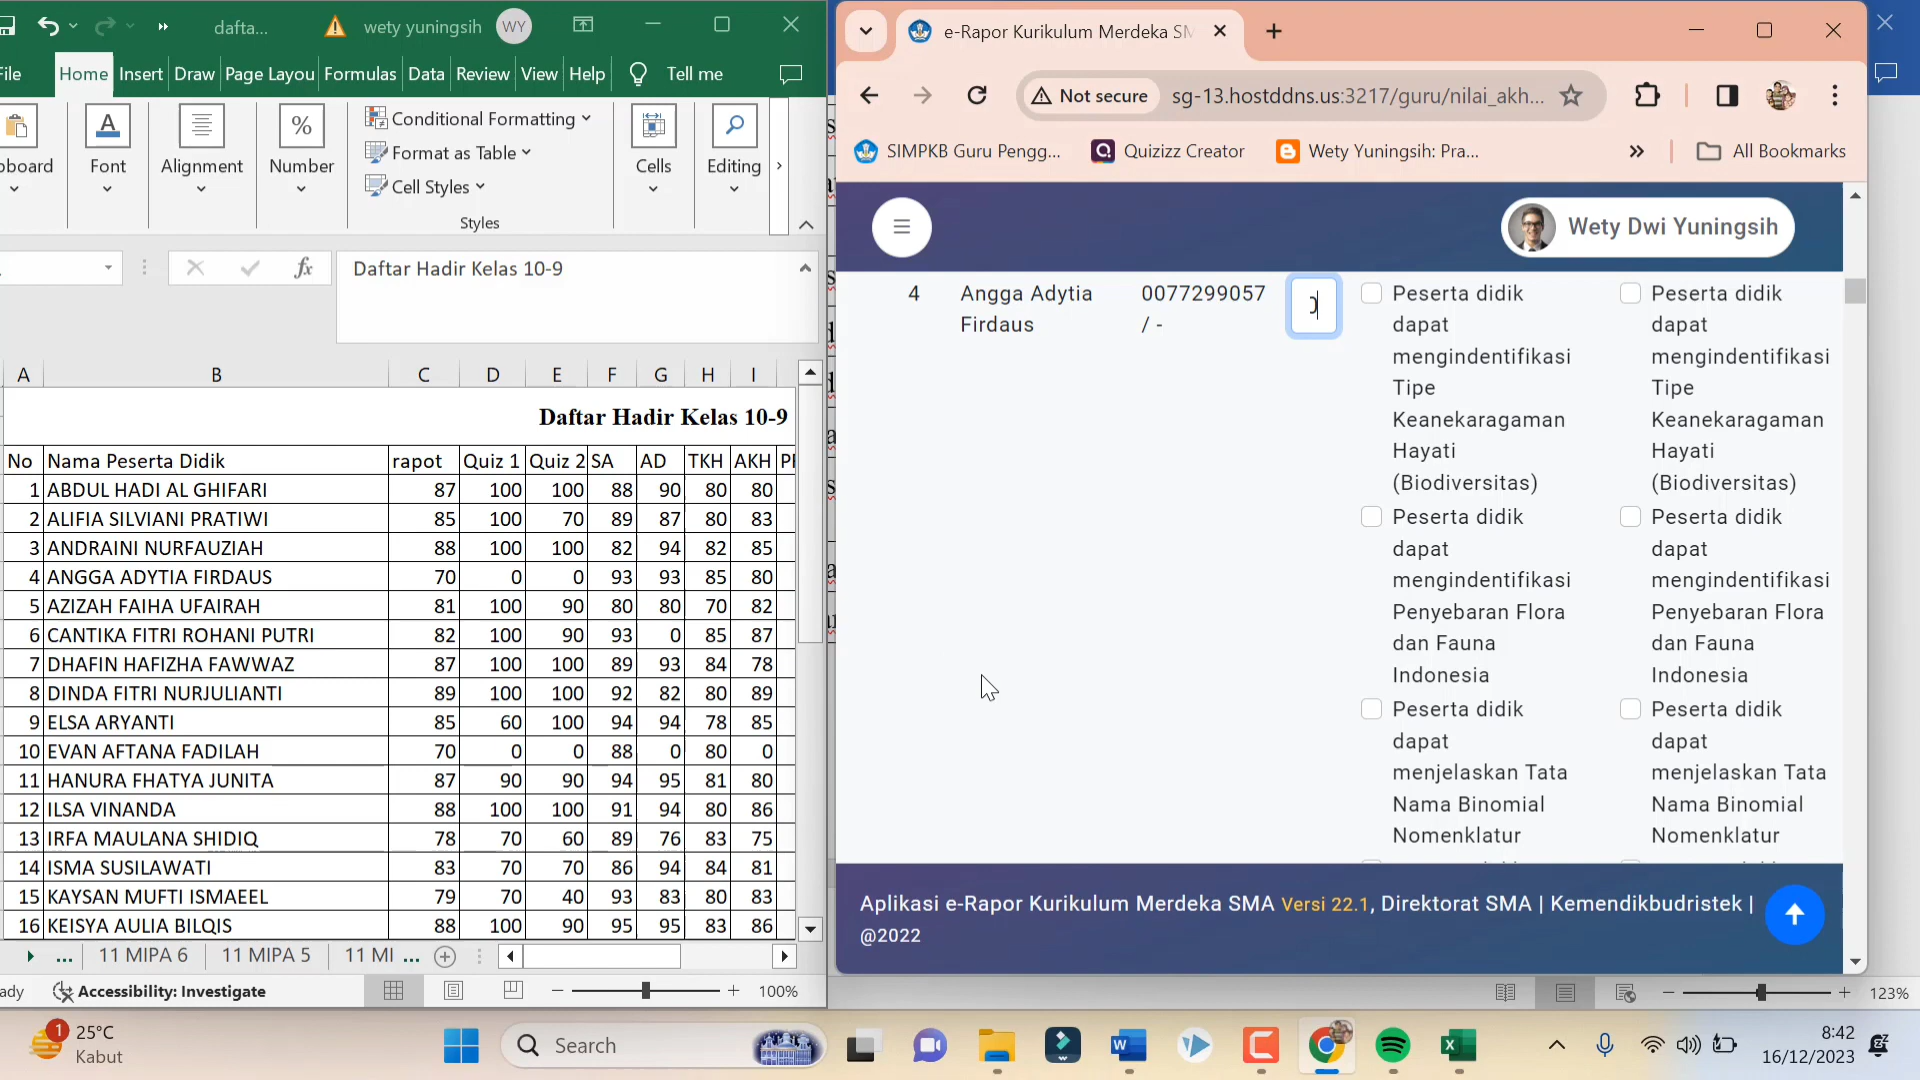 dafta...
wety yuningsih
WY
File Home Insert Draw Page Layou Formulas Data Review View Help Tell me
Font
Alignment
Number
Conditional Formatting
Format as Table
Cell Styles
Styles
Cells
Editing
fx
Daftar Hadir Kelas 10-9
A B C D E F G H I
Daftar Hadir Kelas 10-9
No Nama Peserta Didik rapot Quiz 1 Quiz 2 SA AD TKH AKH
1 ABDUL HADI AL GHIFARI 87 100 100 88 90 80 80
2 ALIFIA SILVIANI PRATIWI 85 100 70 89 87 80 83
3 ANDRAINI NURFAUZIAH 88 100 100 82 94 82 85
4 ANGGA ADYTIA FIRDAUS 70 0 0 93 93 85 80
5 AZIZAH FAIHA UFAIRAH 81 100 90 80 80 70 82
6 CANTIKA FITRI ROHANI PUTRI 82 100 90 93 0 85 87
7 DHAFIN HAFIZHA FAWWAZ 87 100 100 89 93 84 78
8 DINDA FITRI NURJULIANTI 89 100 100 92 82 80 89
9 ELSA ARYANTI 85 60 100 94 94 78 85
10 EVAN AFTANA FADILAH 70 0 0 88 0 80 0
11 HANURA FHATYA JUNITA 87 90 90 94 95 81 80
12 ILSA VINANDA 88 100 100 91 94 80 86
13 IRFA MAULANA SHIDIQ 78 70 60 89 76 83 75
14 ISMA SUSILAWATI 83 70 70 86 94 84 81
15 KAYSAN MUFTI ISMAEEL 79 70 40 93 83 80 83
16 KEISYA AULIA BILQIS 88 100 90 95 95 83 86
... 11 MIPA 6 11 MIPA 5 11 MI ...
Accessibility: Investigate
100%
e-Rapor Kurikulum Merdeka SM
Not secure sg-13.hostddns.us:3217/guru/nilai_akh...
SIMPKB Guru Pengg... Quizizz Creator Wety Yuningsih: Pra... All Bookmarks
Wety Dwi Yuningsih
4 Angga Adytia 0077299057
Firdaus / -
Peserta didik Peserta didik
dapat dapat
mengindentifikasi mengindentifikasi
Tipe Tipe
Keanekaragaman Keanekaragaman
Hayati Hayati
(Biodiversitas) (Biodiversitas)
Peserta didik Peserta didik
dapat dapat
mengindentifikasi mengindentifikasi
Penyebaran Flora Penyebaran Flora
dan Fauna dan Fauna
Indonesia Indonesia
Peserta didik Peserta didik
dapat dapat
menjelaskan Tata menjelaskan Tata
Nama Binomial Nama Binomial
Nomenklatur Nomenklatur
Aplikasi e-Rapor Kurikulum Merdeka SMA Versi 22.1, Direktorat SMA | Kemendikbudristek |
@2022
123%
1
25°C
Kabut
Search
8:42
16/12/2023